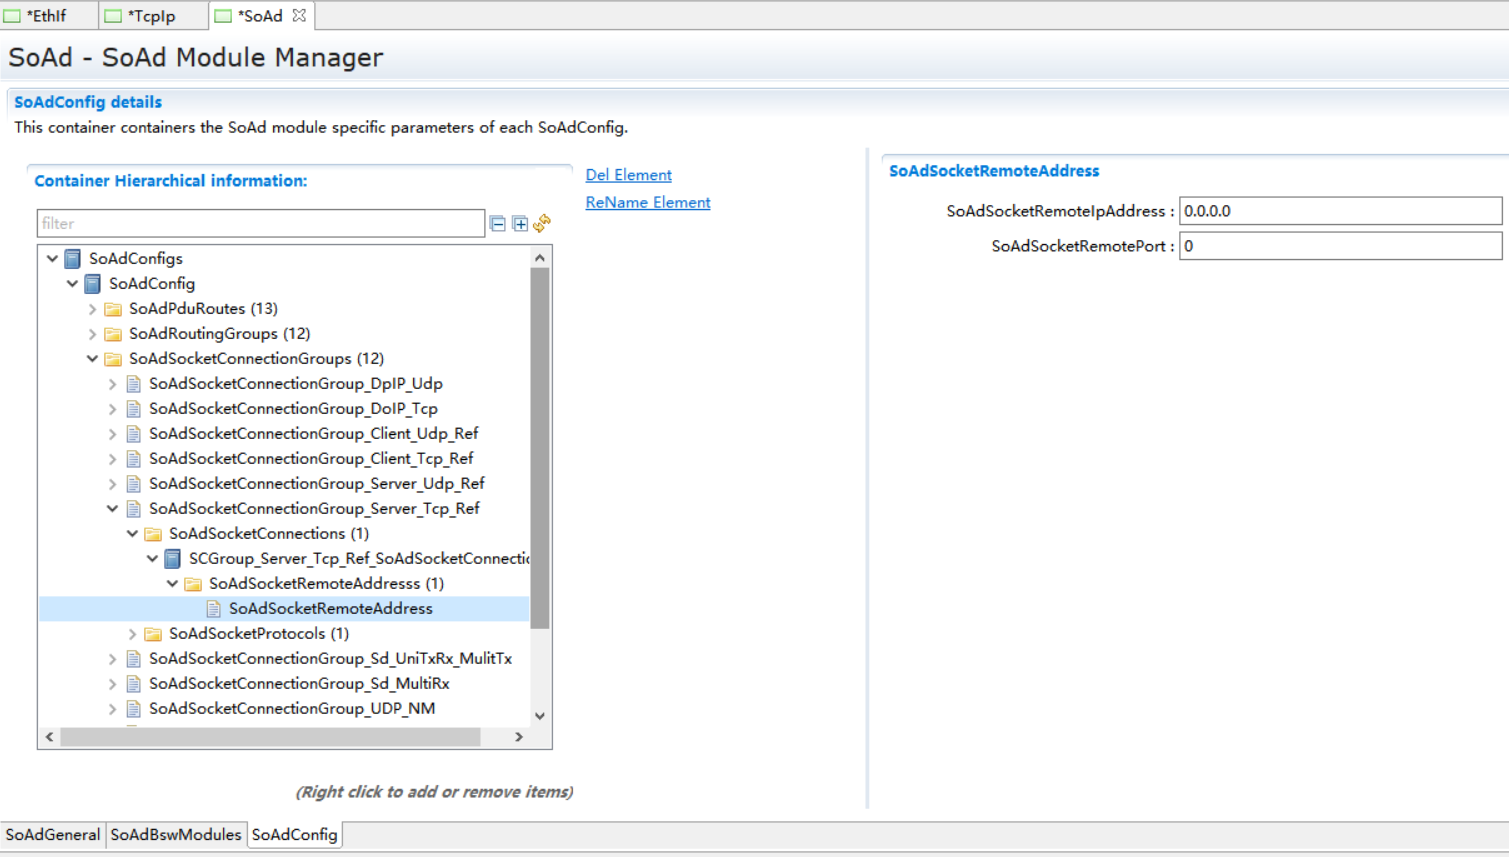 *EthIf
*TcpIp
*SoAd
SoAd - SoAd Module Manager
SoAdConfig details
This container containers the SoAd module specific parameters of each SoAdConfig.
Container Hierarchical information:
filter
SoAdConfigs
SoAdConfig
SoAdPduRoutes (13)
SoAdRoutingGroups (12)
SoAdSocketConnectionGroups (12)
SoAdSocketConnectionGroup_DpIP_Udp
SoAdSocketConnectionGroup_DoIP_Tcp
SoAdSocketConnectionGroup_Client_Udp_Ref
SoAdSocketConnectionGroup_Client_Tcp_Ref
SoAdSocketConnectionGroup_Server_Udp_Ref
SoAdSocketConnectionGroup_Server_Tcp_Ref
SoAdSocketConnections (1)
SCGroup_Server_Tcp_Ref_SoAdSocketConnectic
SoAdSocketRemoteAddresss (1)
SoAdSocketRemoteAddress
SoAdSocketProtocols (1)
SoAdSocketConnectionGroup_Sd_UniTxRx_MulitTx
SoAdSocketConnectionGroup_Sd_MultiRx
SoAdSocketConnectionGroup_UDP_NM
(Right click to add or remove items)
Del Element
ReName Element
SoAdSocketRemoteAddress
SoAdSocketRemoteIpAddress : 0.0.0.0
SoAdSocketRemotePort : 0
SoAdGeneral
SoAdBswModules
SoAdConfig